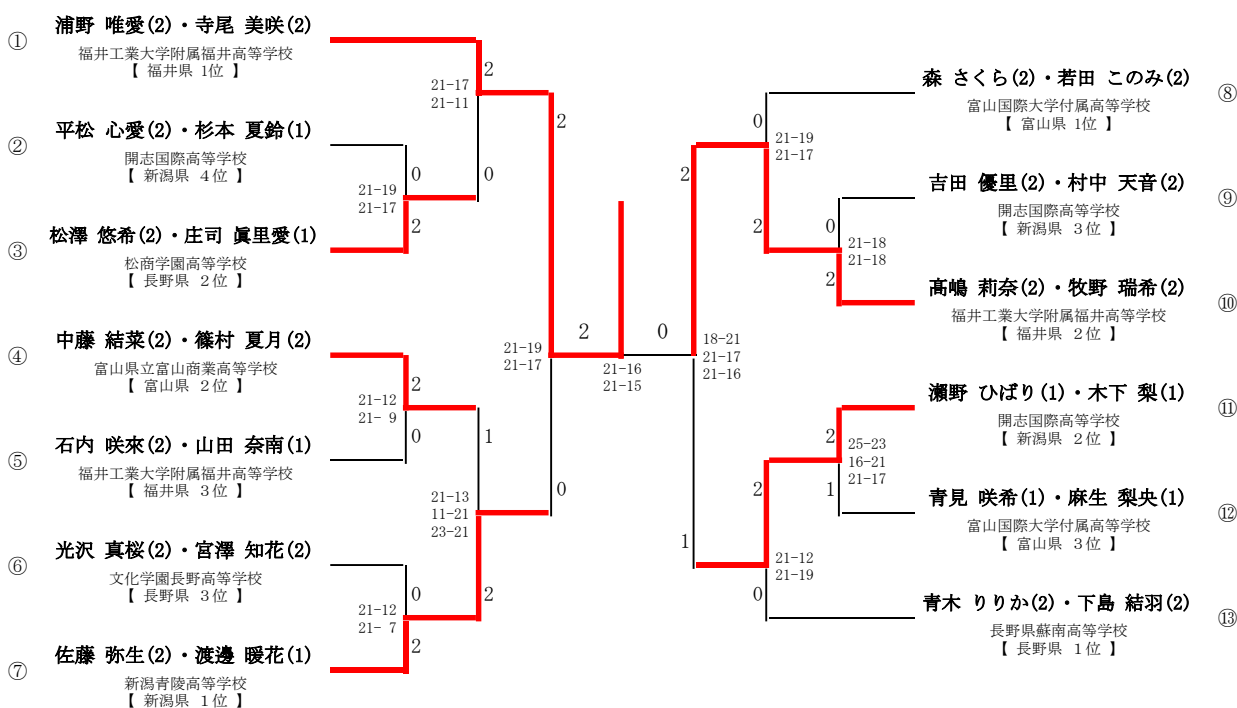 ①
浦野 唯愛(2)・寺尾 美咲(2)
福井工業大学附属福井高等学校
【 福井県 1位 】
②
平松 心愛(2)・杉本 夏鈴(1)
開志国際高等学校
【 新潟県 4位 】
③
松澤 悠希(2)・庄司 眞里愛(1)
松商学園高等学校
【 長野県 2位 】
④
中藤 結菜(2)・篠村 夏月(2)
富山県立富山商業高等学校
【 富山県 2位 】
⑤
石内 咲來(2)・山田 奈南(1)
福井工業大学附属福井高等学校
【 福井県 3位 】
⑥
光沢 真桜(2)・宮澤 知花(2)
文化学園長野高等学校
【 長野県 3位 】
⑦
佐藤 弥生(2)・渡邊 暖花(1)
新潟青陵高等学校
【 新潟県 1位 】
2
21-17
21-11
0
0
21-19
21-17
2
2
21-12
21- 9
0
1
21-13
11-21
23-21
2
0
21-12
21- 7
2
2
21-19
21-17
0
2
0
21-16
21-15
2
18-21
21-17
21-16
1
0
21-19
21-17
2
0
21-18
21-18
2
2
25-23
16-21
21-17
1
2
21-12
21-19
0
森 さくら(2)・若田 このみ(2)
富山国際大学付属高等学校
【 富山県 1位 】
⑧
吉田 優里(2)・村中 天音(2)
開志国際高等学校
【 新潟県 3位 】
⑨
髙嶋 莉奈(2)・牧野 瑞希(2)
福井工業大学附属福井高等学校
【 福井県 2位 】
⑩
瀬野 ひばり(1)・木下 梨(1)
開志国際高等学校
【 新潟県 2位 】
⑪
青見 咲希(1)・麻生 梨央(1)
富山国際大学付属高等学校
【 富山県 3位 】
⑫
青木 りりか(2)・下島 結羽(2)
長野県蘇南高等学校
【 長野県 1位 】
⑬